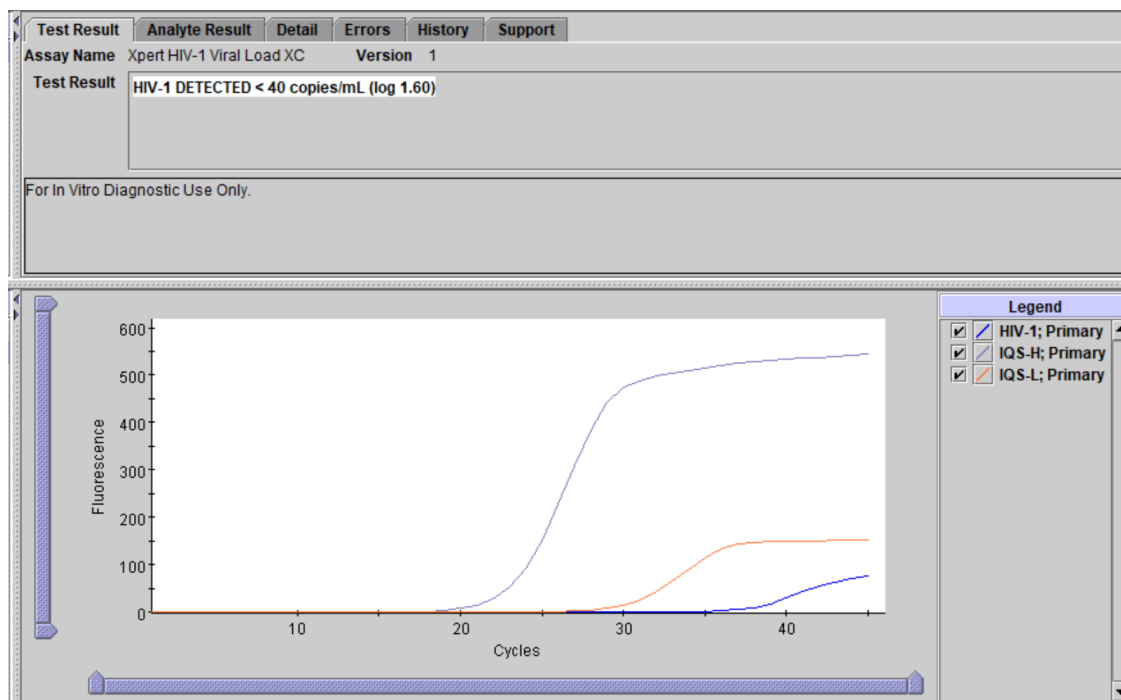 Test Result Analyte Result Detail Errors History Support
Assay Name Xpert HIV-1 Viral Load XC Version 1
Test Result HIV-1 DETECTED < 40 copies/mL (log 1.60)
For In Vitro Diagnostic Use Only.
Legend
HIV-1; Primary
IQS-H; Primary
IQS-L; Primary
600
500
400
300
200
100
0
Fluorescence
10 20 30 40
Cycles